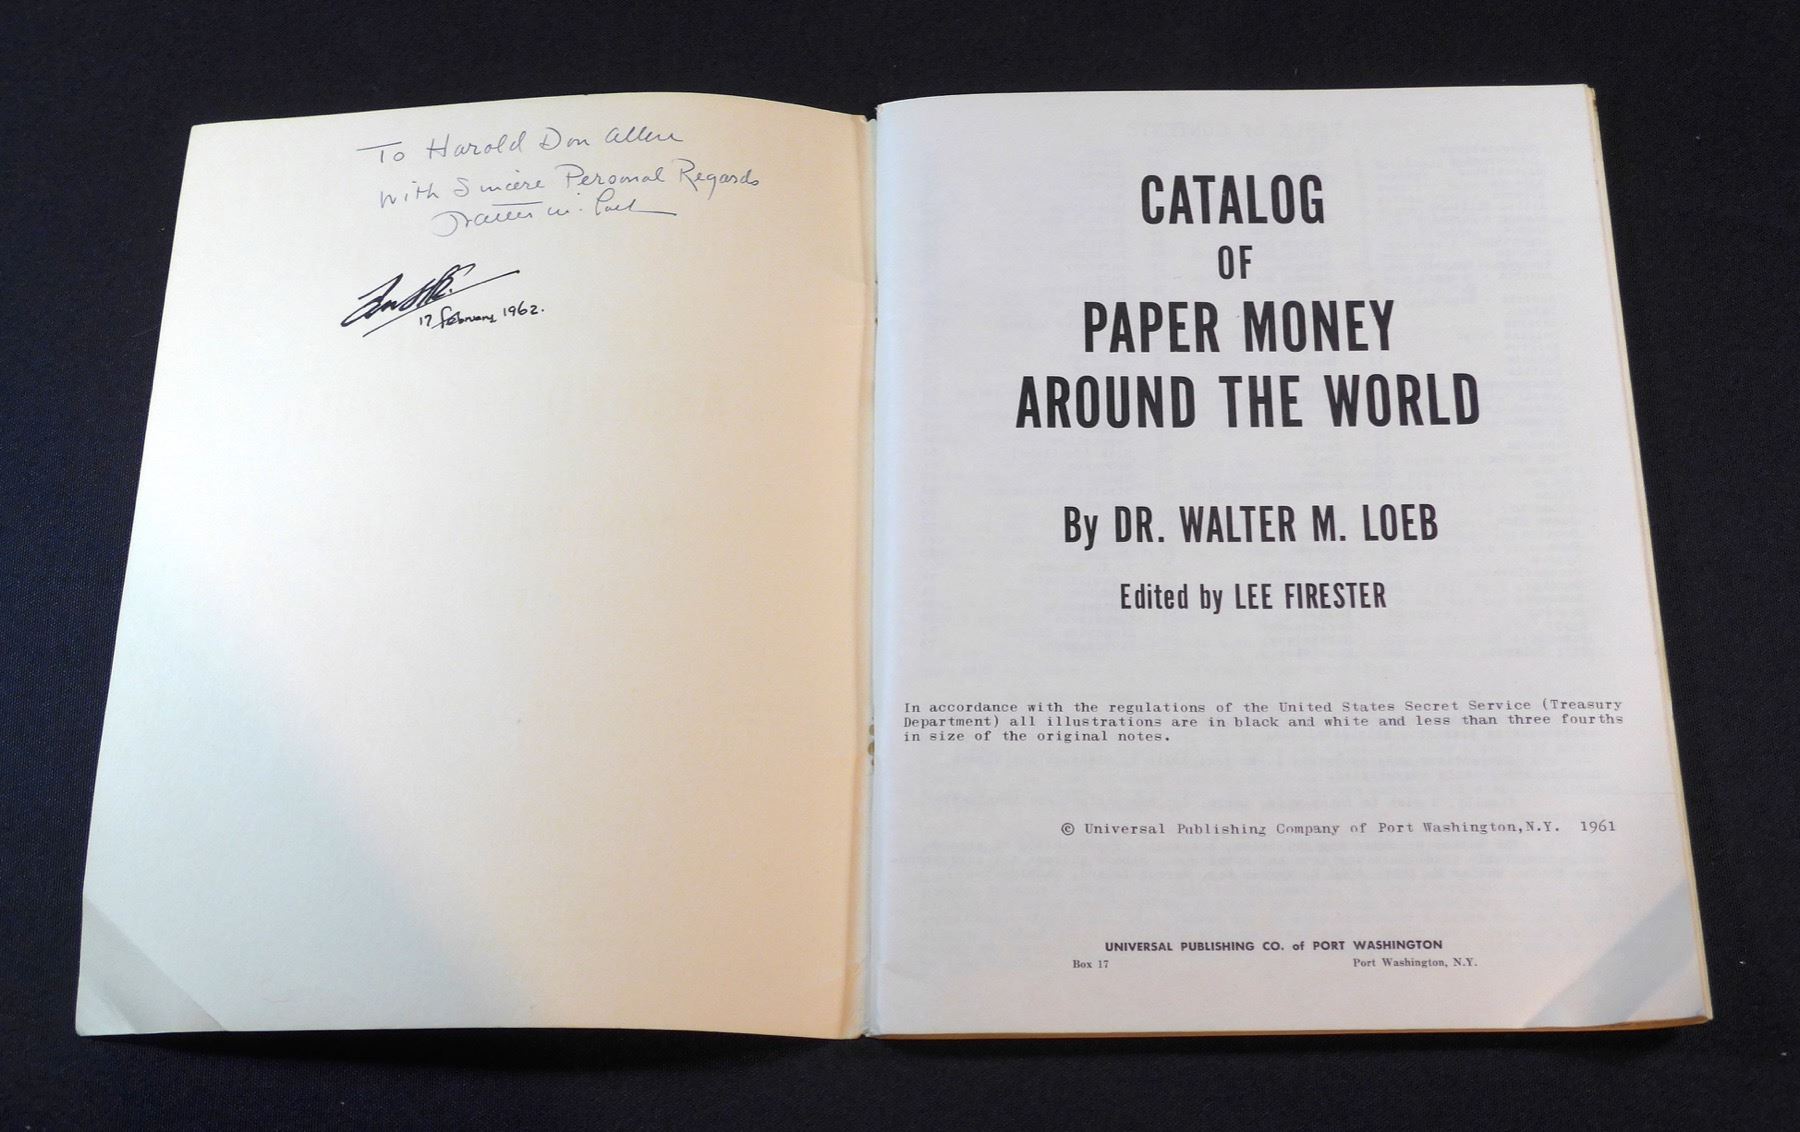 To Harold Don Allen
With Sincere Personal Regards
Walter M. Loeb
17 February 1962.
CATALOG
OF
PAPER MONEY
AROUND THE WORLD
By DR. WALTER M. LOEB
Edited by LEE FIRESTER
In accordance with the regulations of the United States Secret Service (Treasury
Department) all illustrations are in black and white and less than three fourths
in size of the original notes.
© Universal Publishing Company of Port Washington,N.Y. 1961
UNIVERSAL PUBLISHING CO. of PORT WASHINGTON
Box 17 Port Washington, N.Y.